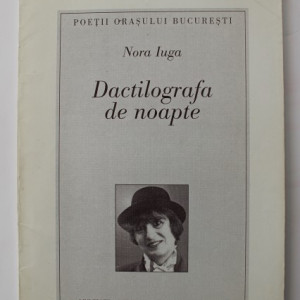 POEȚII ORAȘULUI BUCUREȘTI
Nora Iuga
Dactilografa
de noapte